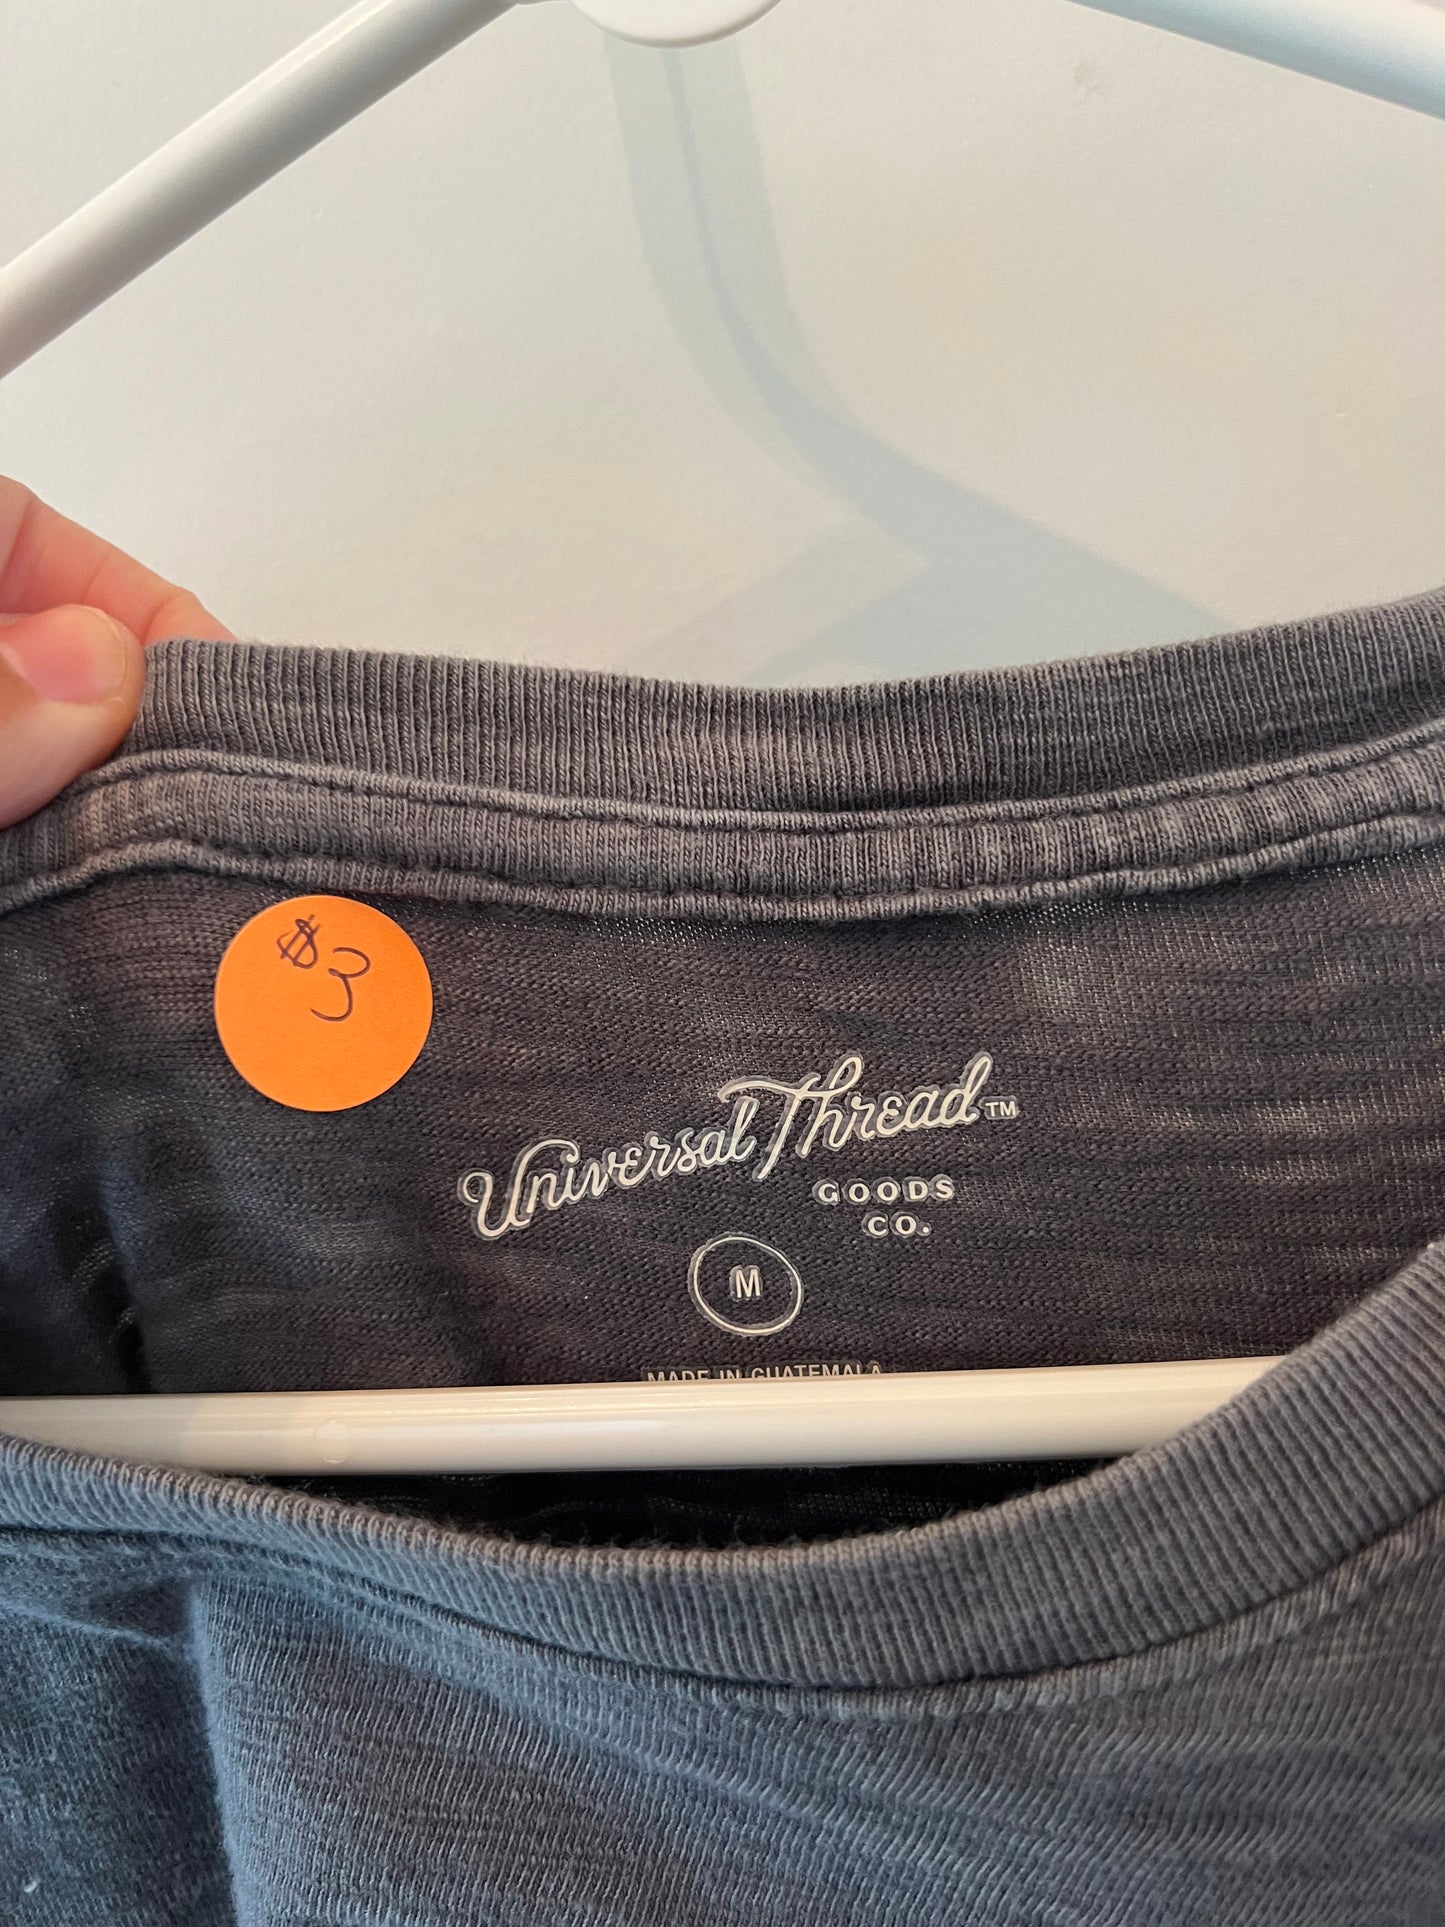 $3
Universal Thread™
GOODS
CO.
M
MADE IN GUATEMALA